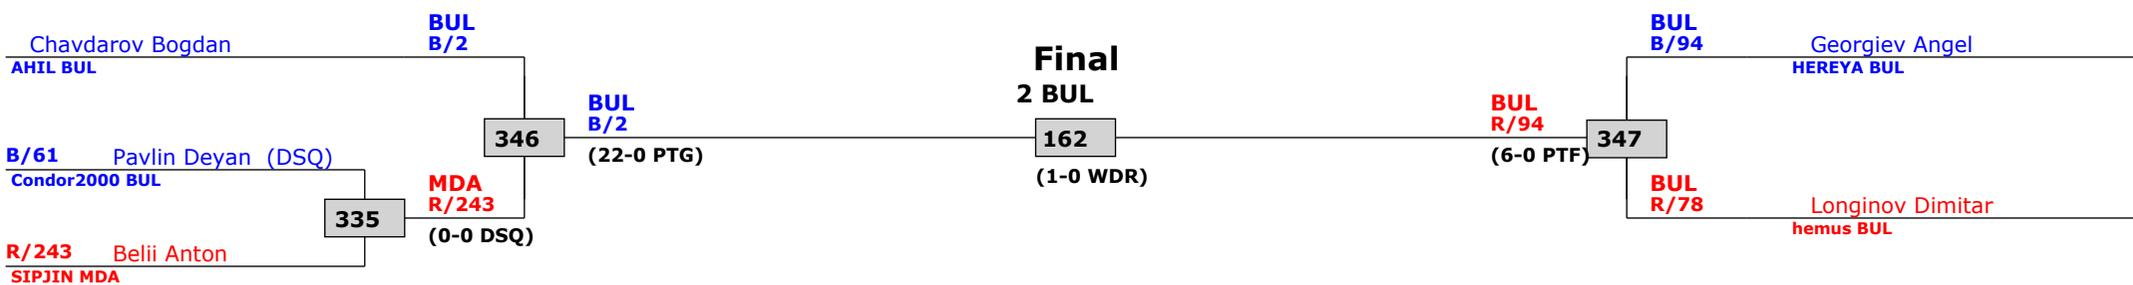 BUL
B/2
Chavdarov Bogdan
AHIL BUL
B/61
Pavlin Deyan (DSQ)
Condor2000 BUL
335
R/243
Belii Anton
SIPJIN MDA
MDA
R/243
(0-0 DSQ)
346
BUL
B/2
(22-0 PTG)
Final
2 BUL
162
(1-0 WDR)
BUL
R/94
(6-0 PTF)
347
BUL
B/94
Georgiev Angel
HEREYA BUL
BUL
R/78
Longinov Dimitar
hemus BUL